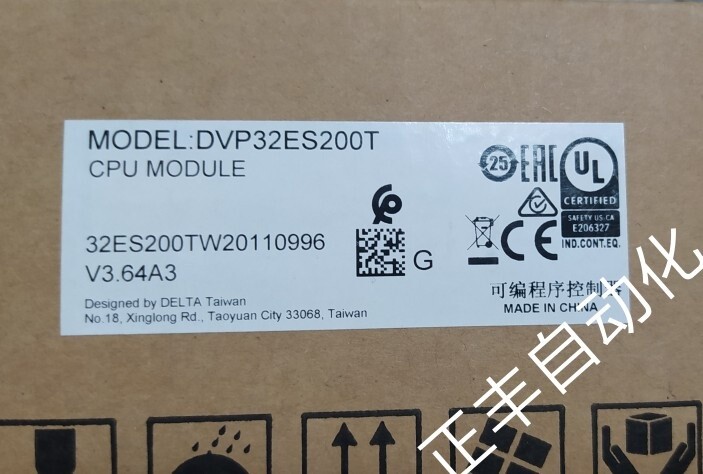 MODEL:DVP32ES200T
CPU MODULE
32ES200TW20110996
V3.64A3
G
Designed by DELTA Taiwan
No.18, Xinglong Rd., Taoyuan City 33068, Taiwan
25
EAC
UL
CERTIFIED
SAFETY US.CA
E206327
IND.CONT.EQ.
CE
可编程序控制器
MADE IN CHINA
正丰自动化